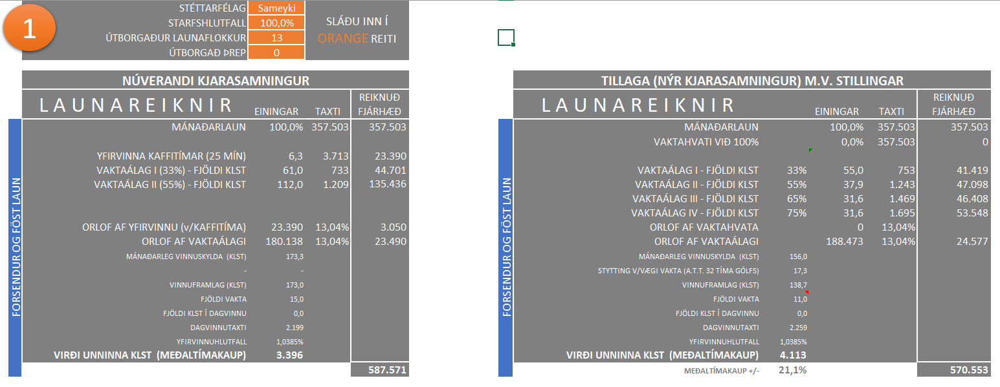 1
STÉTTARFÉLAG Sameyki
STARFSHLUTFALL 100,0%
ÚTBORGAÐUR LAUNAFLOKKUR 13
ÚTBORGAÐ ÞREP 0
SLÁÐU INN Í
ORANGE REITI
NÚVERANDI KJARASAMNINGUR
LAUNAREIKNIR EININGAR TAXTI REIKNUÐ FJÁRHÆÐ
FORSENDUR OG FÖST LAUN
MÁNAÐARLAUN 100,0% 357.503 357.503
YFIRVINNA KAFFITÍMAR (25 MÍN) 6,3 3.713 23.390
VAKTAÁLAG I (33%) - FJÖLDI KLST 61,0 733 44.701
VAKTAÁLAG II (55%) - FJÖLDI KLST 112,0 1.209 135.436
ORLOF AF YFIRVINNU (v/KAFFITÍMA) 23.390 13,04% 3.050
ORLOF AF VAKTAÁLAGI 180.138 13,04% 23.490
MÁNAÐARLEG VINNUSKYLDA (KLST) 173,3
- -
VINNUFRAMLAG (KLST) 173,0
FJÖLDI VAKTA 15,0
FJÖLDI KLST Í DAGVINNU 0,0
DAGVINNUTAXTI 2.199
YFIRVINNUHLUTFALL 1,0385%
VIRÐI UNNINNA KLST (MEÐALTÍMAKAUP) 3.396
587.571
TILLAGA (NÝR KJARASAMNINGUR) M.V. STILLINGAR
LAUNAREIKNIR EININGAR TAXTI REIKNUÐ FJÁRHÆÐ
FORSENDUR OG FÖST LAUN
MÁNAÐARLAUN 100,0% 357.503 357.503
VAKTAHVATI VIÐ 100% 0,0% 357.503 0
VAKTAÁLAG I - FJÖLDI KLST 33% 55,0 753 41.419
VAKTAÁLAG II - FJÖLDI KLST 55% 37,9 1.243 47.098
VAKTAÁLAG III - FJÖLDI KLST 65% 31,6 1.469 46.408
VAKTAÁLAG IV - FJÖLDI KLST 75% 31,6 1.695 53.548
ORLOF AF VAKTAHVATA 0 13,04%
ORLOF AF VAKTAÁLAGI 188.473 13,04% 24.577
MÁNAÐARLEG VINNUSKYLDA (KLST) 156,0
STYTTING V/VÆGI VAKTA (A.T.T. 32 TÍMA GÓLFS) 17,3
VINNUFRAMLAG (KLST) 138,7
FJÖLDI VAKTA 11,0
FJÖLDI KLST Í DAGVINNU 0,0
DAGVINNUTAXTI 2.259
YFIRVINNUHLUTFALL 1,0385%
VIRÐI UNNINNA KLST (MEÐALTÍMAKAUP) 4.113
MEÐALTÍMAKAUP +/- 21,1% 570.553